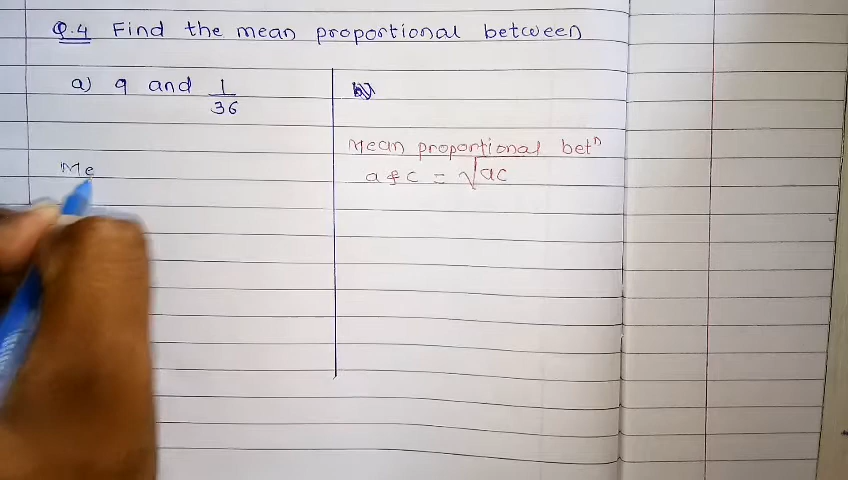 Q.4 Find the mean proportional between
a) 9 and 1/36
Me
Mean proportional betⁿ
a & c = √ac